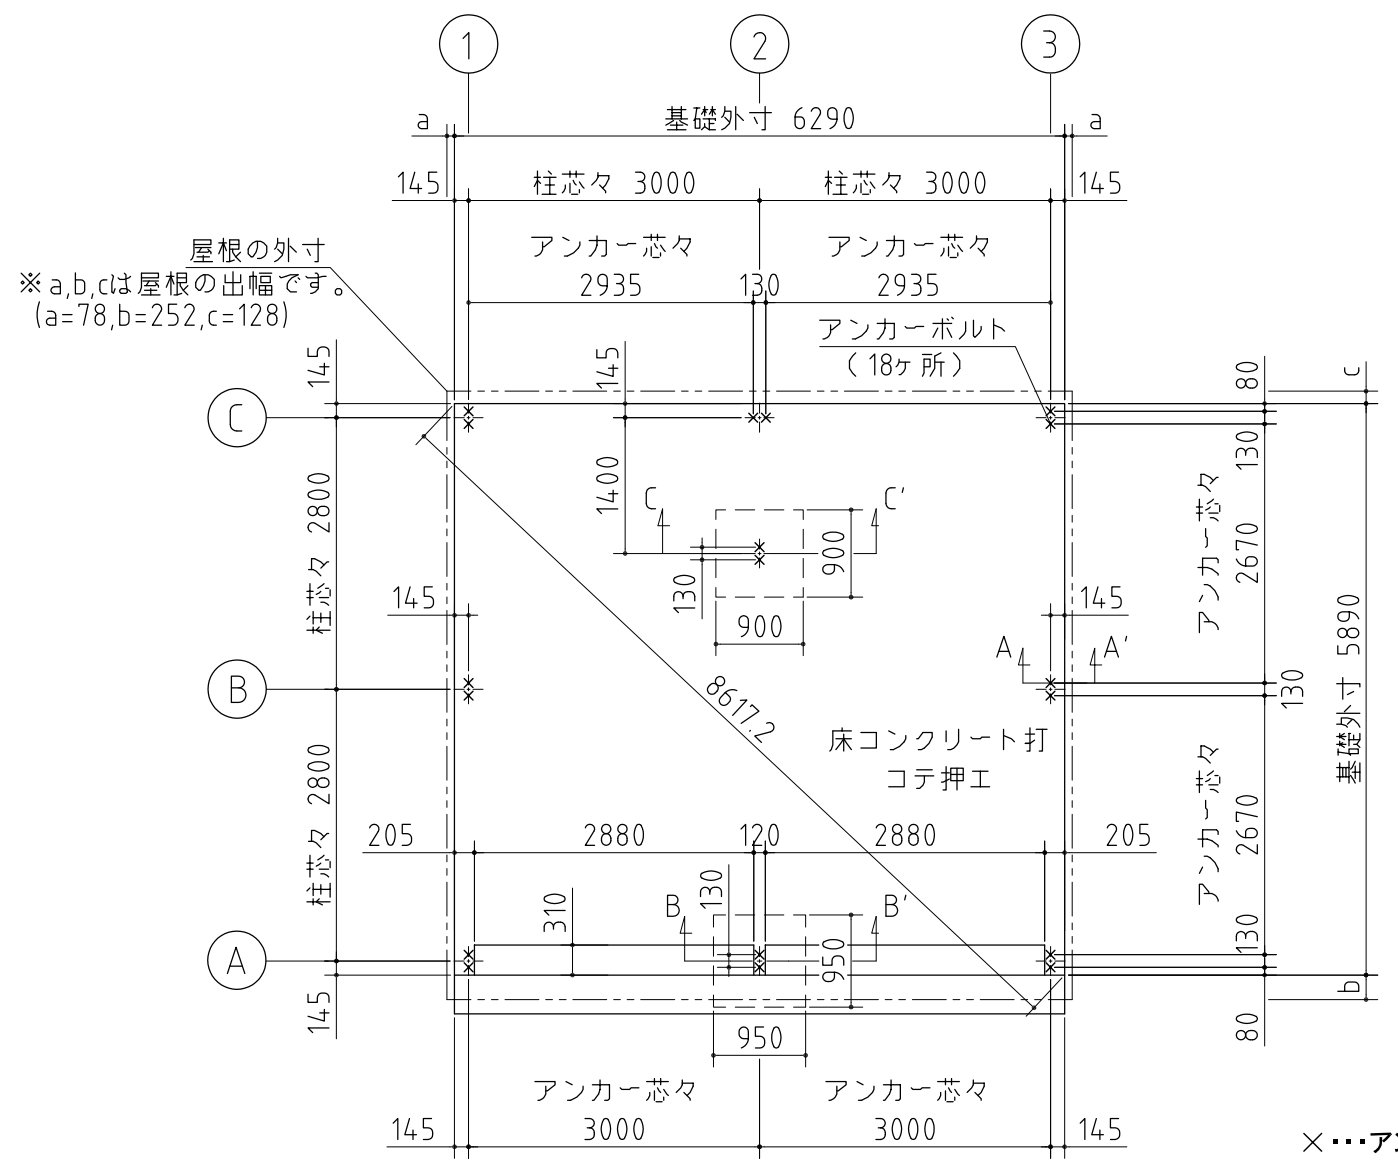 1
2
3
a
基礎外寸 6290
a
145
柱芯々 3000
柱芯々 3000
145
アンカー芯々
アンカー芯々
2935
130
2935
屋根の外寸
※ a,b,cは屋根の出幅です。
(a=78,b=252,c=128)
アンカーボルト
(18ヶ所)
145
145
80
c
C
130
柱芯々 2800
1400
C
C'
900
130
900
アンカー芯々 2670
145
145
A
A'
B
130
基礎外寸 5890
8617.2
床コンクリート打
コテ押エ
柱芯々 2800
アンカー芯々 2670
205
2880
120
2880
205
310
130
B
B'
950
130
A
145
950
b
80
アンカー芯々
アンカー芯々
145
3000
3000
145
×･･･ア